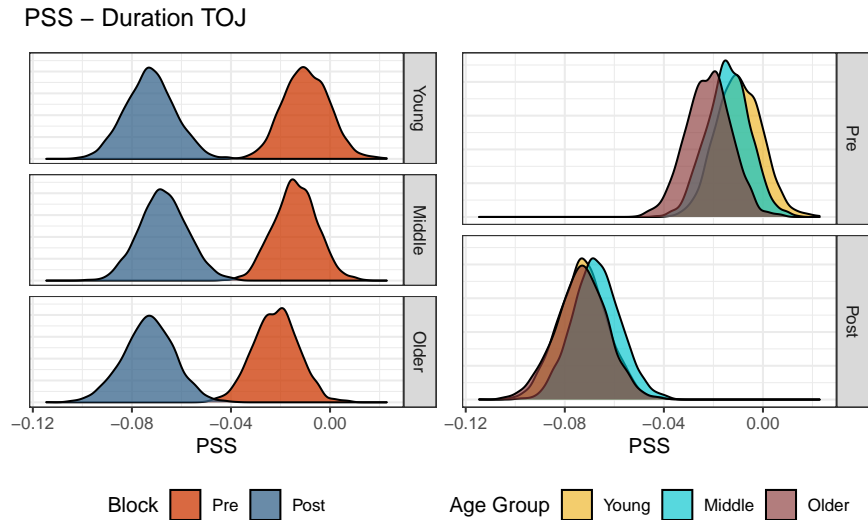 PSS – Duration TOJ
Young
Middle
Older
−0.12 −0.08 −0.04 0.00
PSS
Block Pre Post
Pre
Post
−0.12 −0.08 −0.04 0.00
PSS
Age Group Young Middle Older